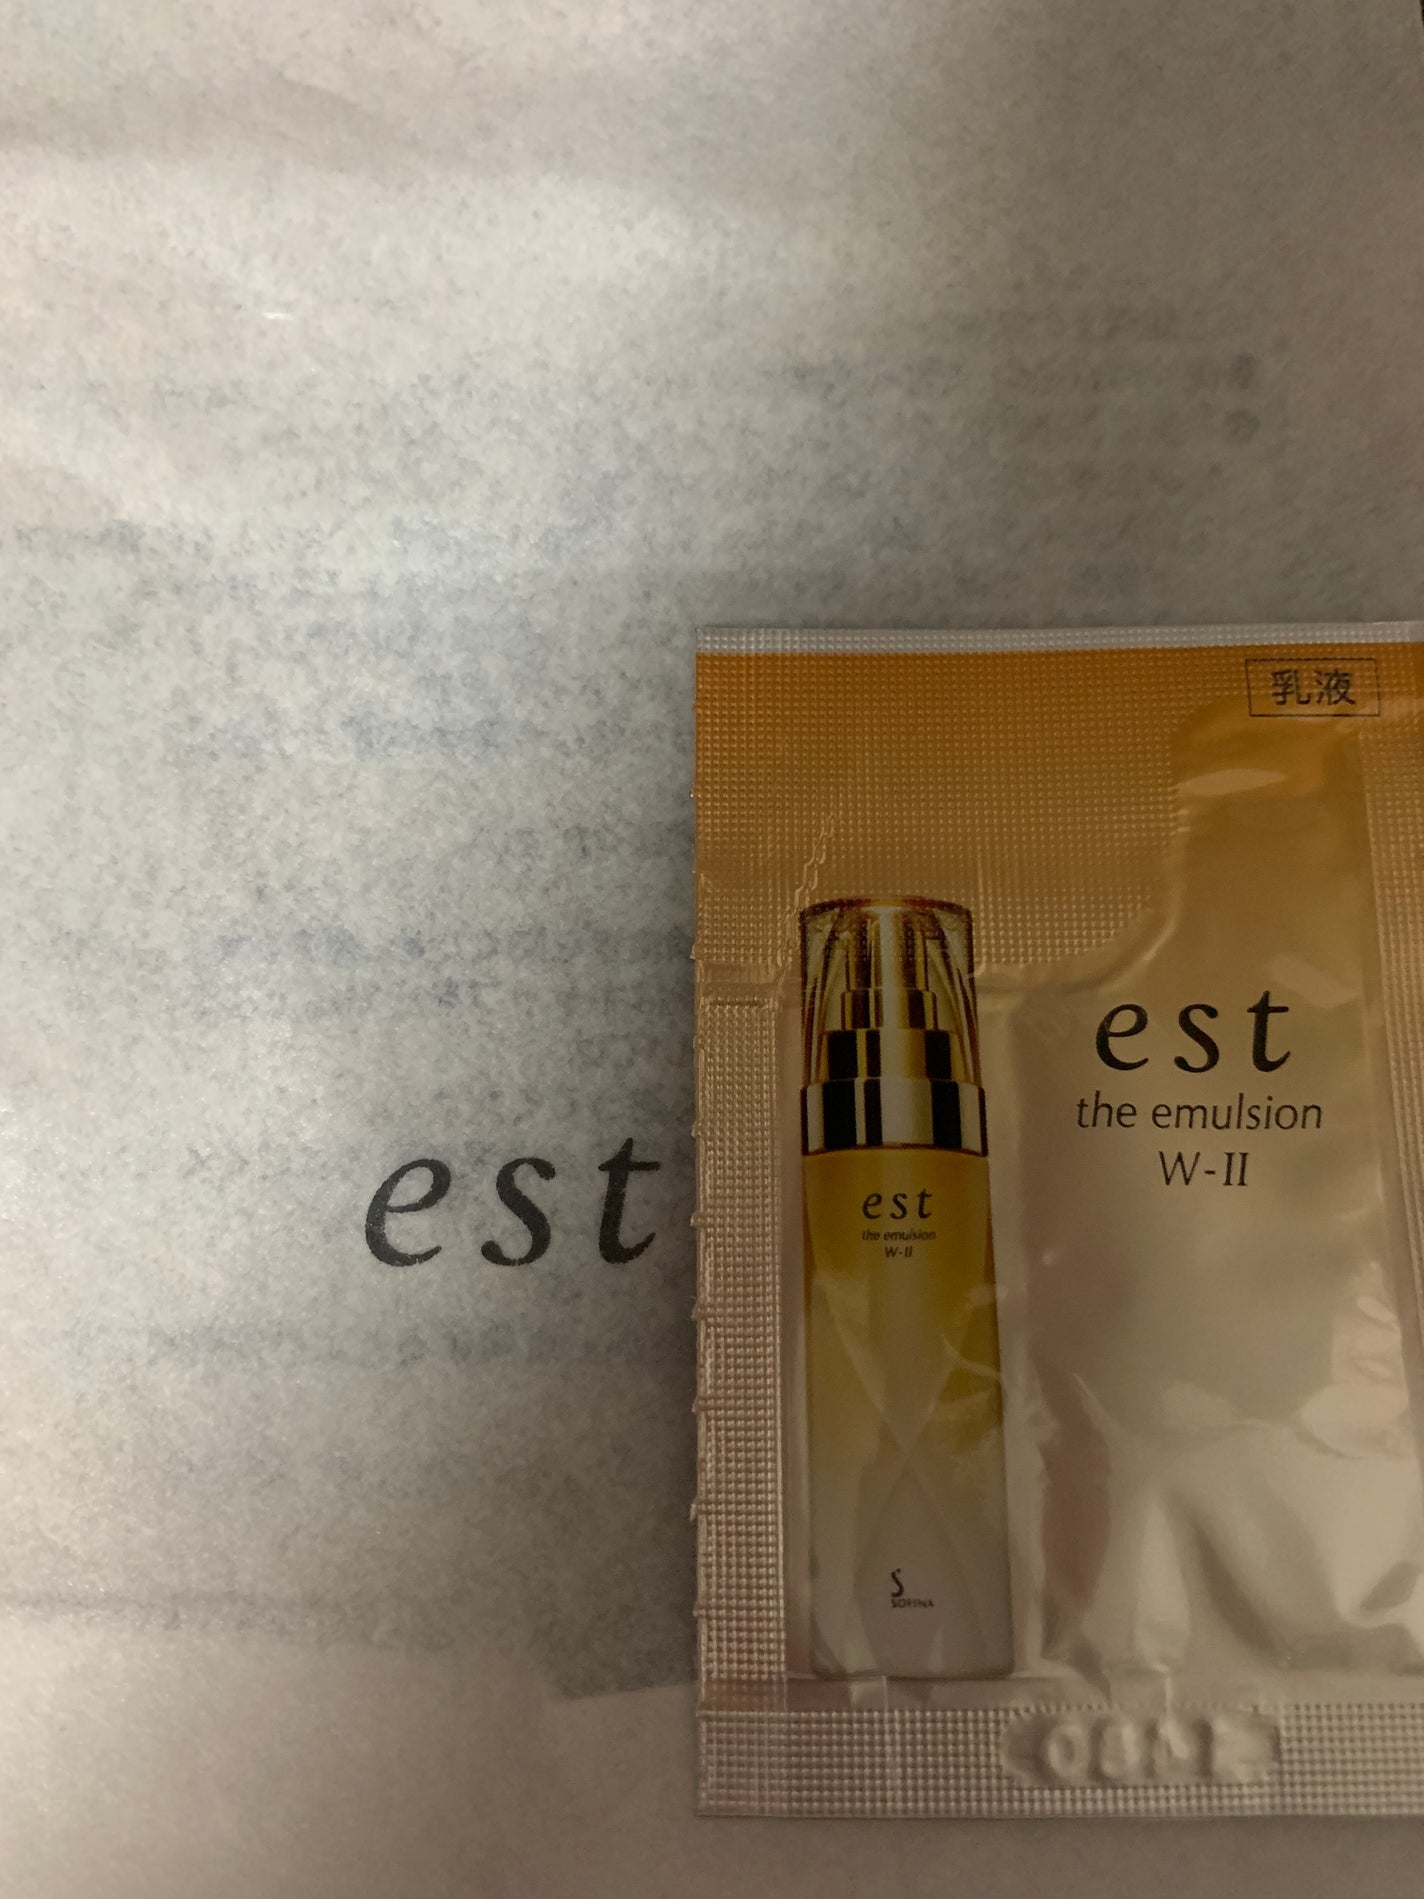 乳液
est
the emulsion
W-II
est
the emulsion
W-II
S
SOFINA
est